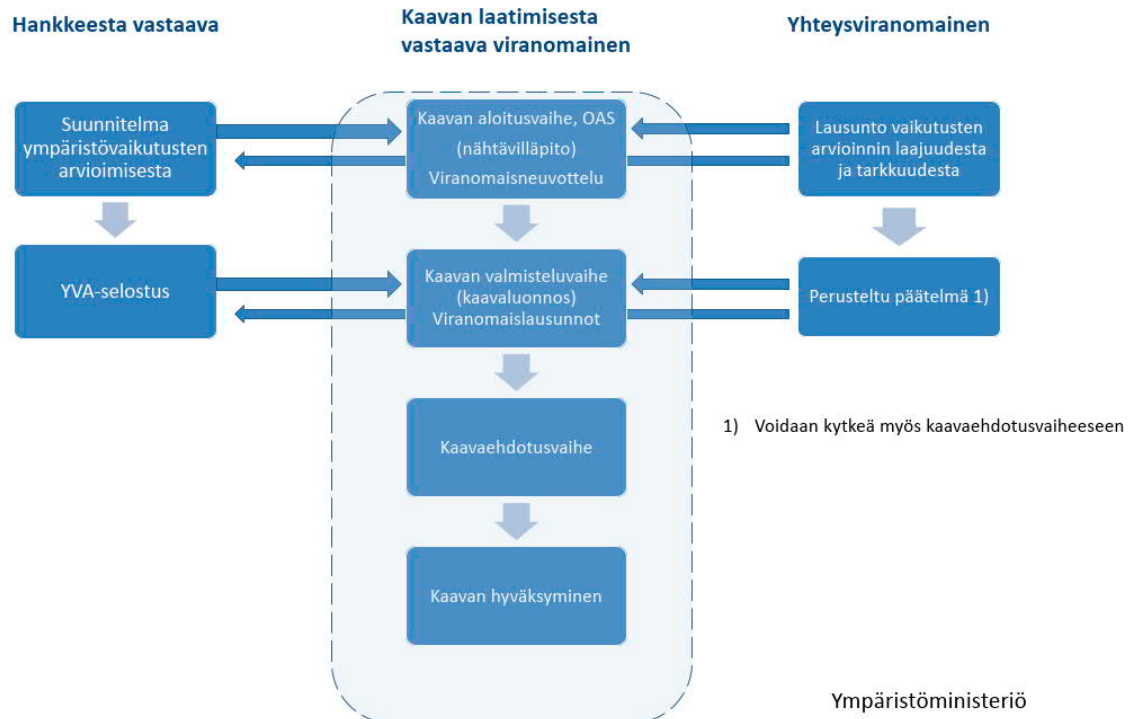 Hankkeesta vastaava
Kaavan laatimisesta
vastaava viranomainen
Yhteysviranomainen
Suunnitelma
ympäristövaikutusten
arvioimisesta
Kaavan aloitusvaihe, OAS
(nähtävilläpito)
Viranomaisneuvottelu
Lausunto vaikutusten
arvioinnin laajuudesta
ja tarkkuudesta
YVA-selostus
Kaavan valmisteluvaihe
(kaavaluonnos)
Viranomaislausunnot
Perusteltu päätelmä 1)
Kaavaehdotusvaihe
1) Voidaan kytkeä myös kaavaehdotusvaiheeseen
Kaavan hyväksyminen
Ympäristöministeriö